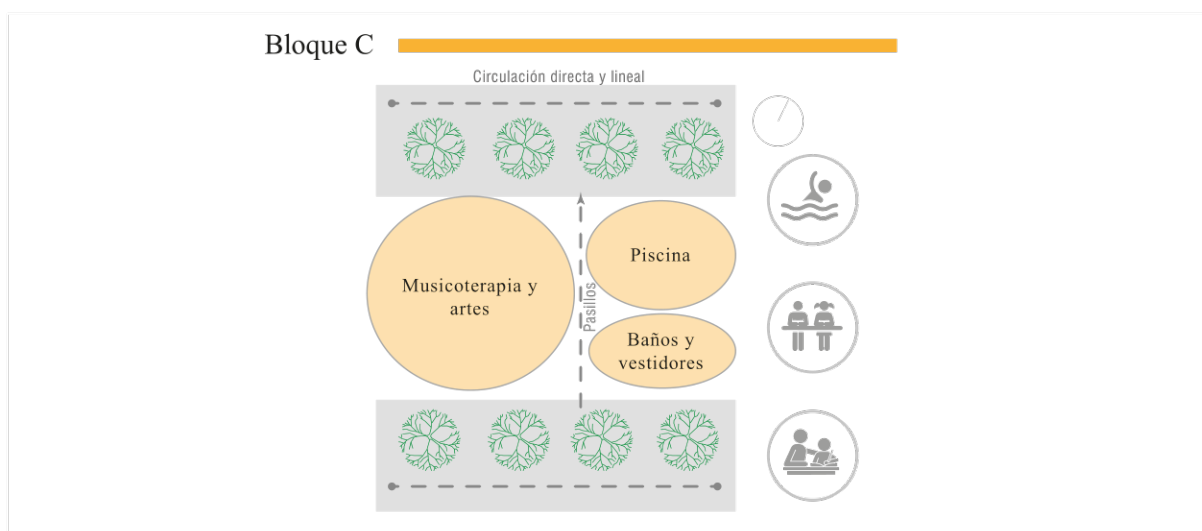 Bloque C
Circulación directa y lineal
Musicoterapia y
artes
Pasillos
Piscina
Baños y
vestidores